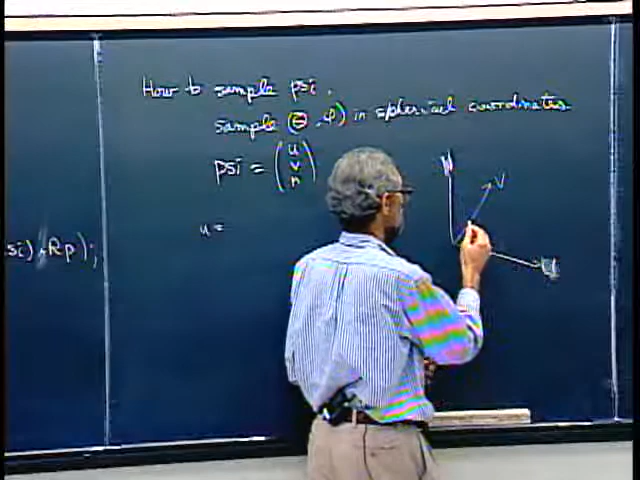 How to sample psi.
sample (θ, φ) in spherical coordinates
psi = (u
v
n)
u =
si), Rp);
v
u